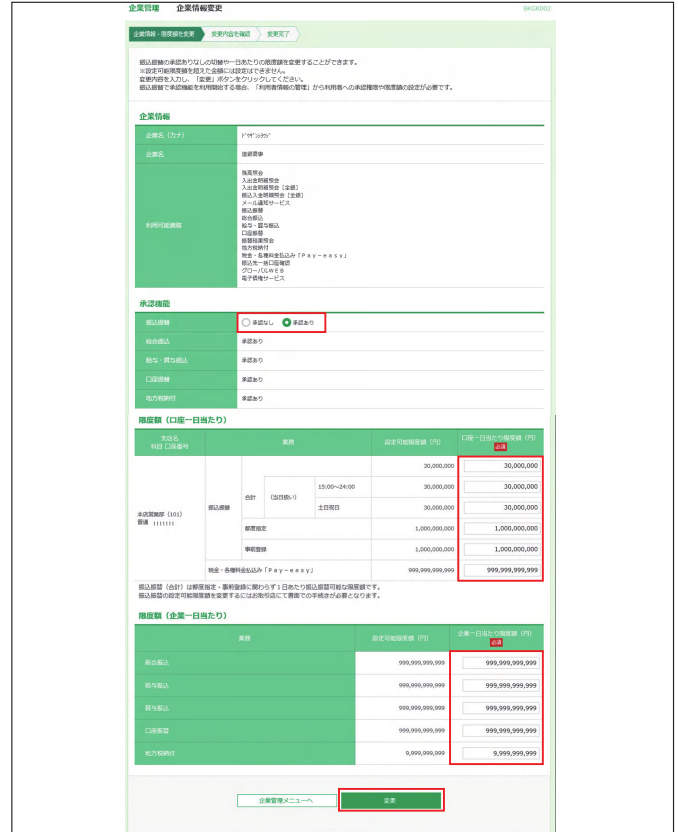 企業管理 企業情報変更 BKGK002
企業情報・限度額を変更 変更内容を確認 変更完了
振込振替の承認ありなしの切替や一日あたりの限度額を変更することができます。
※設定可能限度額を超えた金額には設定はできません。
変更内容を入力し、「変更」ボタンをクリックしてください。
振込振替で承認機能を利用開始する場合、「利用者情報の管理」から利用者への承認権限や限度額の設定が必要です。
企業情報
企業名（カナ）
企業名 道銀商事
利用可能業務
残高照会
入出金明細照会
入出金明細照会［全銀］
振込入金明細照会［全銀］
メール通知サービス
振込振替
総合振込
給与・賞与振込
口座振替
振替結果照会
地方税納付
税金・各種料金払込み「Ｐａｙ－ｅａｓｙ」
振込先一括口座確認
グローバルＷＥＢ
電子債権サービス
承認機能
振込振替 承認なし 承認あり
総合振込 承認あり
給与・賞与振込 承認あり
口座振替 承認あり
地方税納付 承認あり
限度額（口座一日当たり）
支店名
科目 口座番号 業務 設定可能限度額（円） 口座一日当たり限度額（円）
必須
本店営業部（101）
普通 1111111
振込振替
合計
30,000,000 30,000,000
（当日扱い） 15:00～24:00 30,000,000 30,000,000
土日祝日 30,000,000 30,000,000
都度指定 1,000,000,000 1,000,000,000
事前登録 1,000,000,000 1,000,000,000
税金・各種料金払込み「Ｐａｙ－ｅａｓｙ」 999,999,999,999 999,999,999,999
振込振替（合計）は都度指定・事前登録に関わらず１日あたり振込振替可能な限度額です。
振込振替の設定可能限度額を変更するにはお取引店にて書面での手続きが必要となります。
限度額（企業一日当たり）
業務 設定可能限度額（円） 企業一日当たり限度額（円）
必須
総合振込 999,999,999,999 999,999,999,999
給与振込 999,999,999,999 999,999,999,999
賞与振込 999,999,999,999 999,999,999,999
口座振替 999,999,999,999 999,999,999,999
地方税納付 9,999,999,999 9,999,999,999
企業管理メニューへ 変更